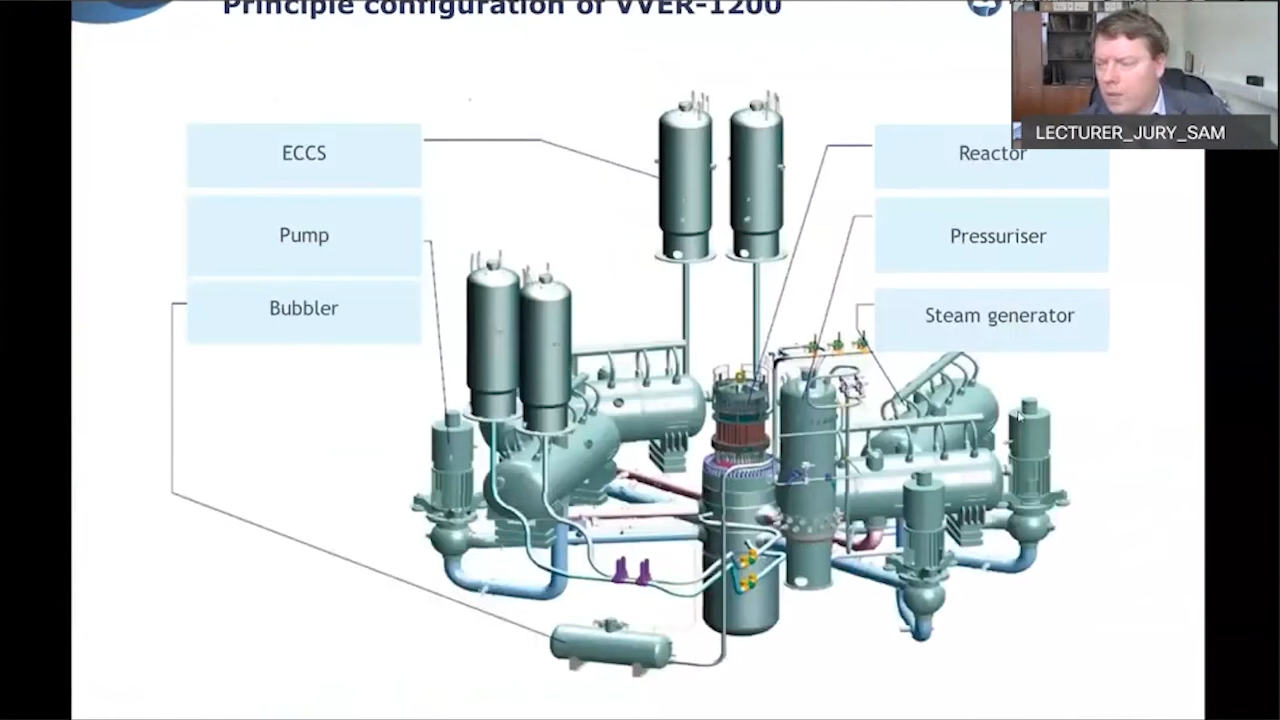 Principle configuration of VVER-1200
LECTURER_JURY_SAM
ECCS
Pump
Bubbler
Reactor
Pressuriser
Steam generator